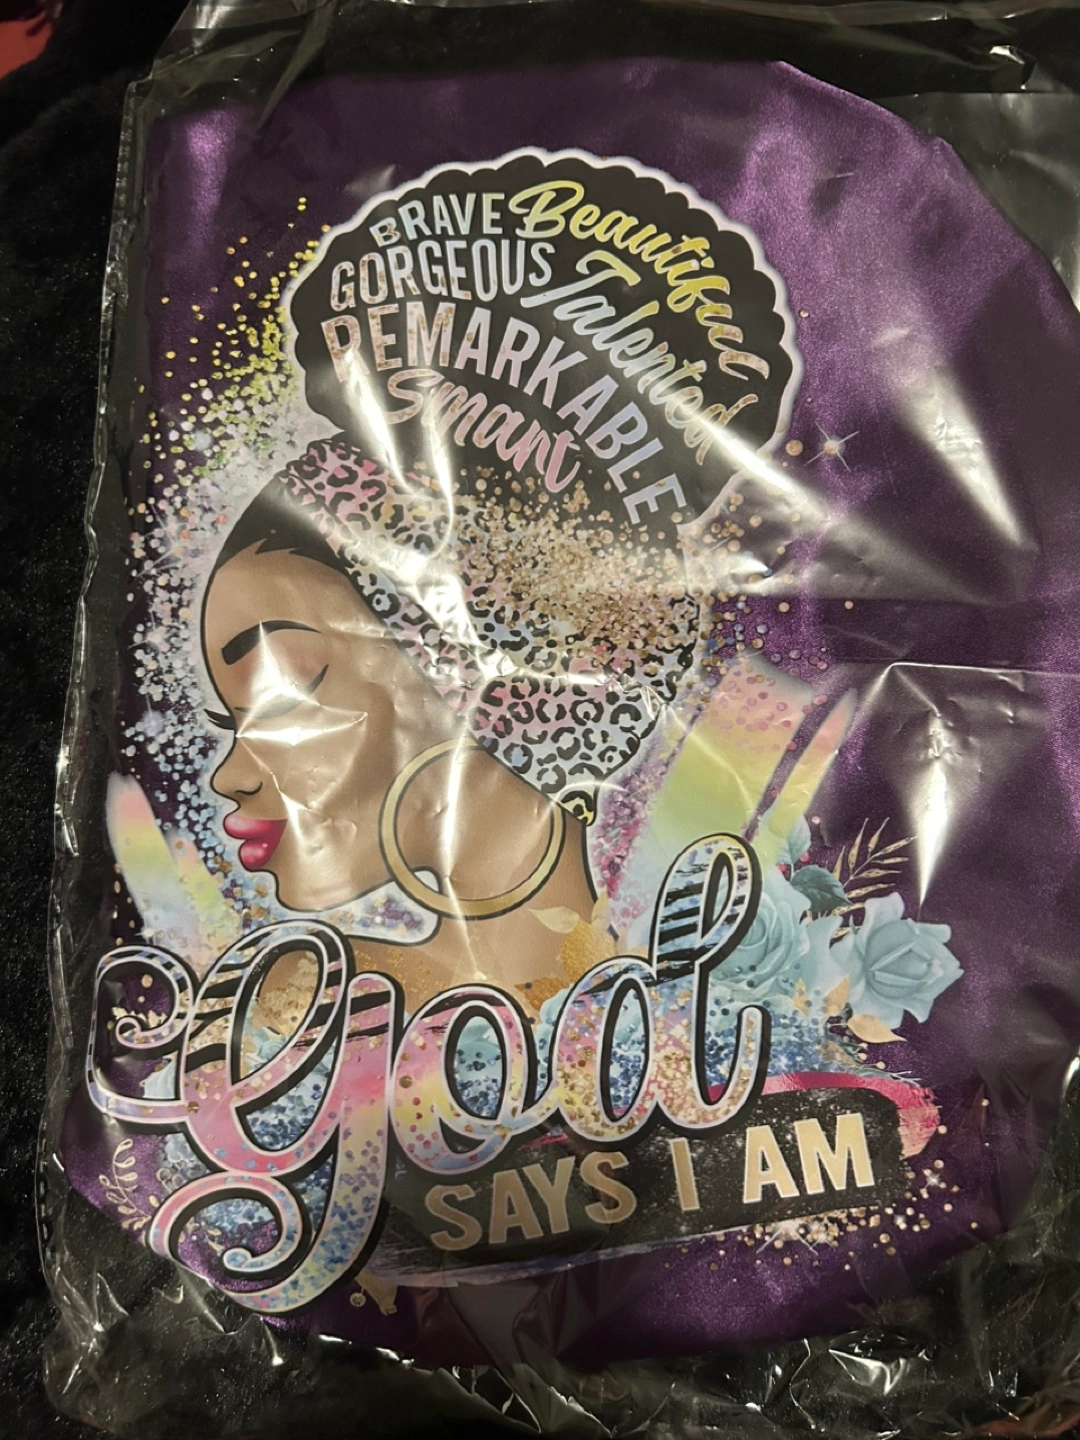 BRAVE Beautiful
GORGEOUS Talented
REMARKABLE
Smart
God
SAYS I AM